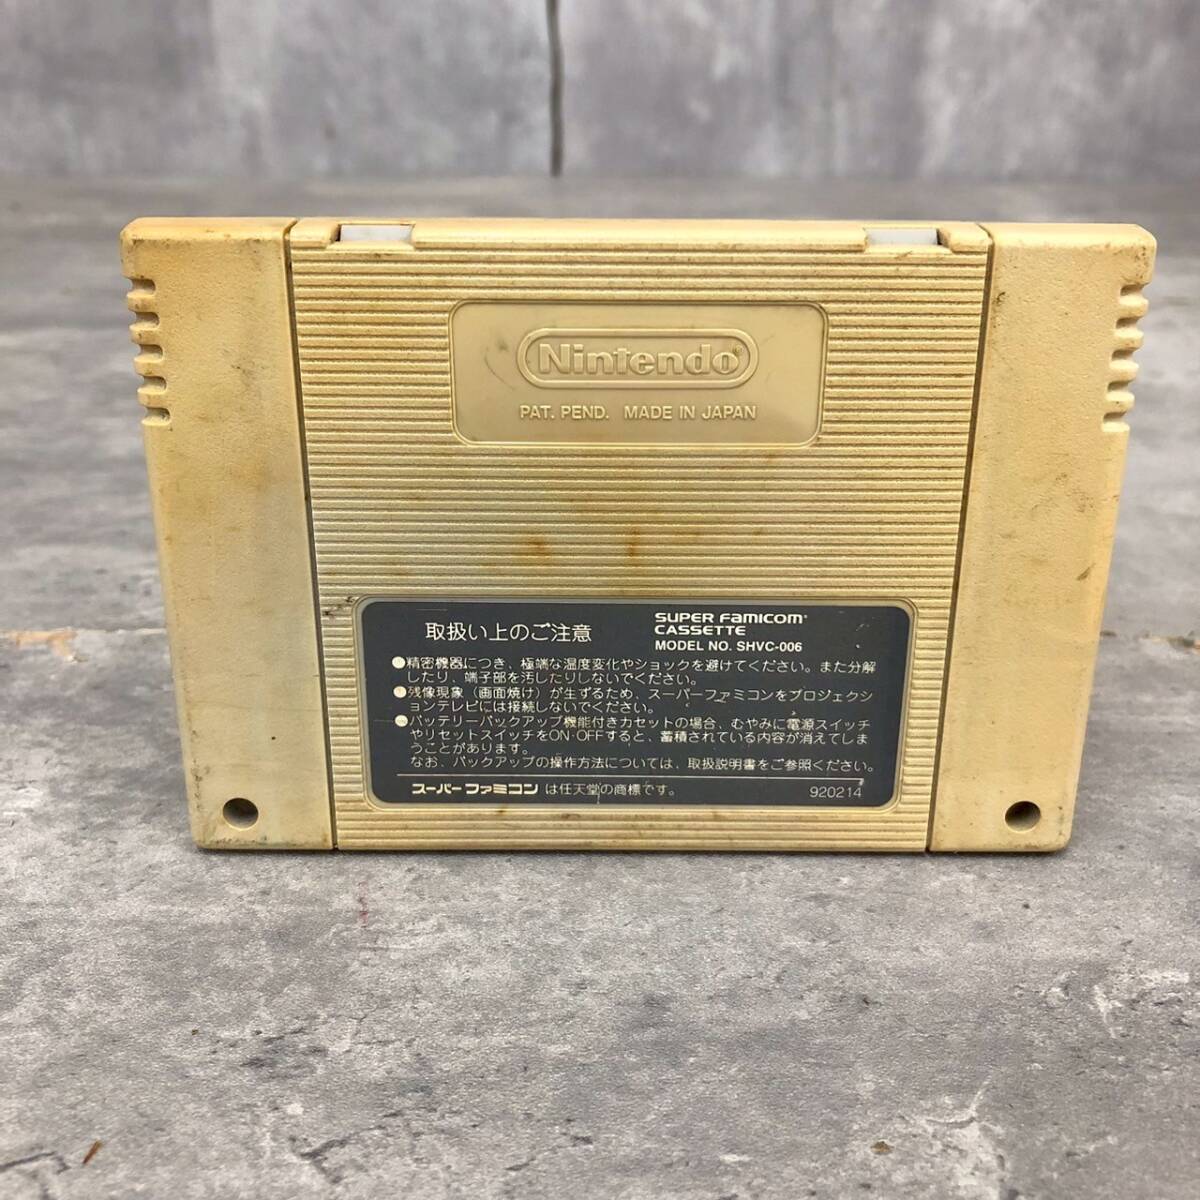 Nintendo®
PAT. PEND. MADE IN JAPAN
取扱い上のご注意
SUPER FAMICOM
CASSETTE
MODEL NO. SHVC-006
●精密機器につき、極端な温度変化やショックを避けてください。また分解
したり、端子部を汚したりしないでください。
●残像現象（画面焼け）が生ずるため、スーパーファミコンをプロジェクシ
ョンテレビには接続しないでください。
●バッテリーバックアップ機能付きカセットの場合、むやみに電源スイッチ
やリセットスイッチをON·OFFすると、蓄積されている内容が消えてしま
うことがあります。
なお、バックアップの操作方法については、取扱説明書をご参照ください。
スーパーファミコン は任天堂の商標です。
920214